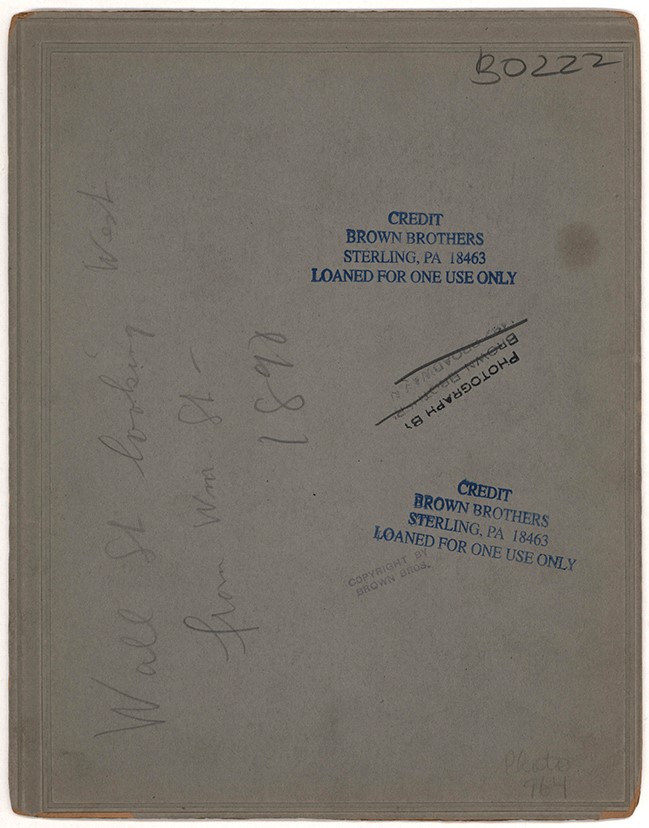 B0222
CREDIT
BROWN BROTHERS
STERLING, PA 18463
LOANED FOR ONE USE ONLY
PHOTOGRAPH BY
BROWN BROTHERS
BROADWAY
CREDIT
BROWN BROTHERS
STERLING, PA 18463
LOANED FOR ONE USE ONLY
COPYRIGHT BY
BROWN BROS.
Wall St looking West
from Wm St -
Photo
964